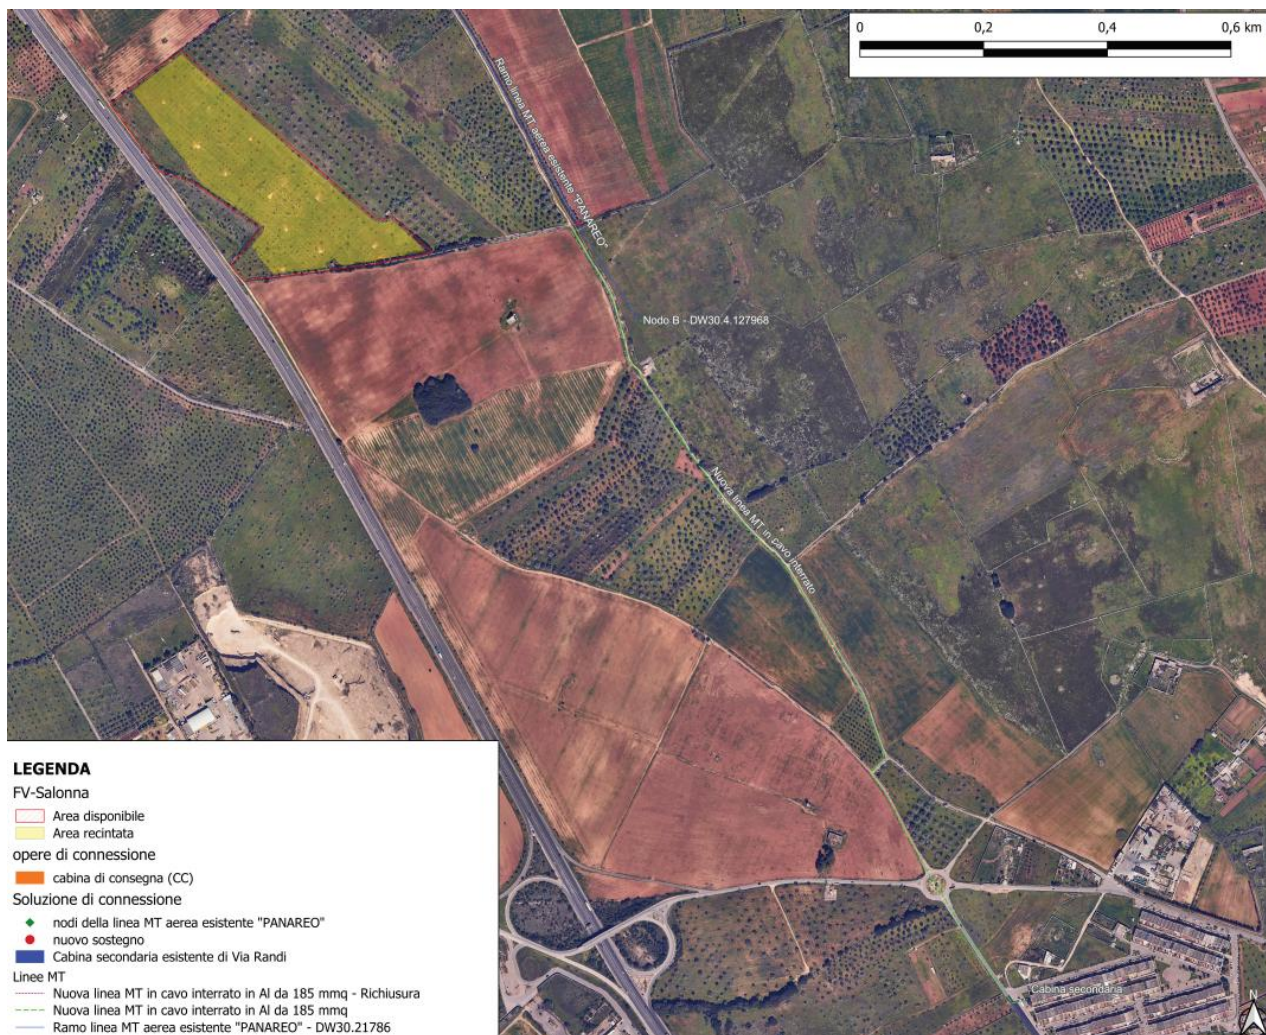 0 0,2 0,4 0,6 km
Ramo linea MT aerea esistente "PANAREO"
Nodo B - DW30.4.127968
Nuova linea MT in cavo interrato
Cabina secondaria
N
LEGENDA
FV-Salonna
Area disponibile
Area recintata
opere di connessione
cabina di consegna (CC)
Soluzione di connessione
nodi della linea MT aerea esistente "PANAREO"
nuovo sostegno
Cabina secondaria esistente di Via Randi
Linee MT
Nuova linea MT in cavo interrato in Al da 185 mmq - Richiusura
Nuova linea MT in cavo interrato in Al da 185 mmq
Ramo linea MT aerea esistente "PANAREO" - DW30.21786